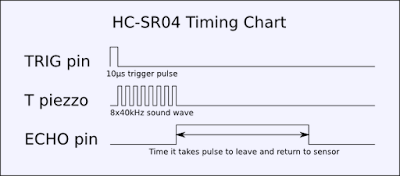 HC-SR04 Timing Chart
TRIG pin
10µs trigger pulse
T piezzo
8x40kHz sound wave
ECHO pin
Time it takes pulse to leave and return to sensor